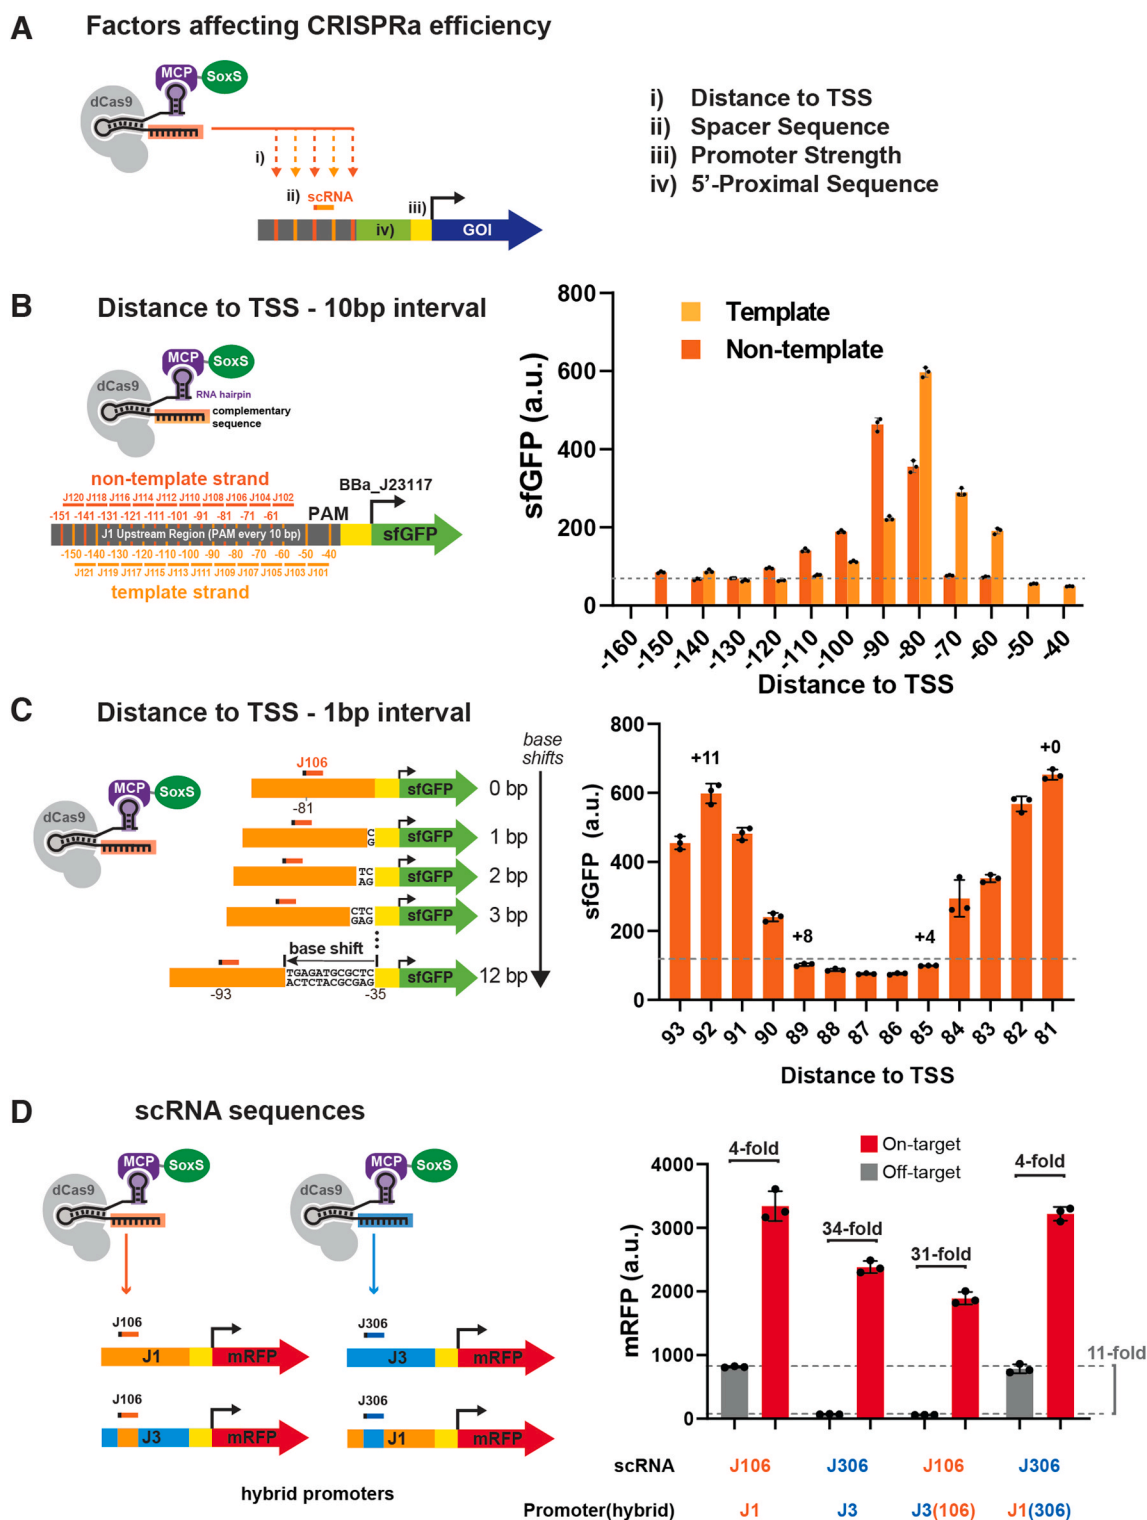 A
Factors affecting CRISPRa efficiency
MCP
SoxS
dCas9
i)
ii) scRNA
iii)
iv)
GOI
i) Distance to TSS
ii) Spacer Sequence
iii) Promoter Strength
iv) 5'-Proximal Sequence
B
Distance to TSS - 10bp interval
MCP
SoxS
dCas9
RNA hairpin
complementary
sequence
non-template strand
J120 J118 J116 J114 J112 J110 J108 J106 J104 J102
-151 -141 -131 -121 -111 -101 -91 -81 -71 -61
PAM
BBa_J23117
J1 Upstream Region (PAM every 10 bp)
sfGFP
-150 -140 -130 -120 -110 -100 -90 -80 -70 -60 -50 -40
J121 J119 J117 J115 J113 J111 J109 J107 J105 J103 J101
template strand
Template
Non-template
sfGFP (a.u.)
800
600
400
200
0
-160 -150 -140 -130 -120 -110 -100 -90 -80 -70 -60 -50 -40
Distance to TSS
C
Distance to TSS - 1bp interval
MCP
SoxS
dCas9
base
shifts
J106
-81
sfGFP
0 bp
C
G
sfGFP
1 bp
TC
AG
sfGFP
2 bp
CTC
GAG
sfGFP
3 bp
base shift
TGAGATGCGCTC
ACTCTACGCGAG
sfGFP
12 bp
-93
-35
sfGFP (a.u.)
800
600
400
200
0
+11
+8
+4
+0
93 92 91 90 89 88 87 86 85 84 83 82 81
Distance to TSS
D
scRNA sequences
MCP
SoxS
dCas9
MCP
SoxS
dCas9
J106
J1
mRFP
J306
J3
mRFP
J106
J3
mRFP
J306
J1
mRFP
hybrid promoters
On-target
Off-target
mRFP (a.u.)
4000
3000
2000
1000
0
4-fold
34-fold
31-fold
4-fold
11-fold
scRNA J106 J306 J106 J306
Promoter(hybrid) J1 J3 J3(106) J1(306)